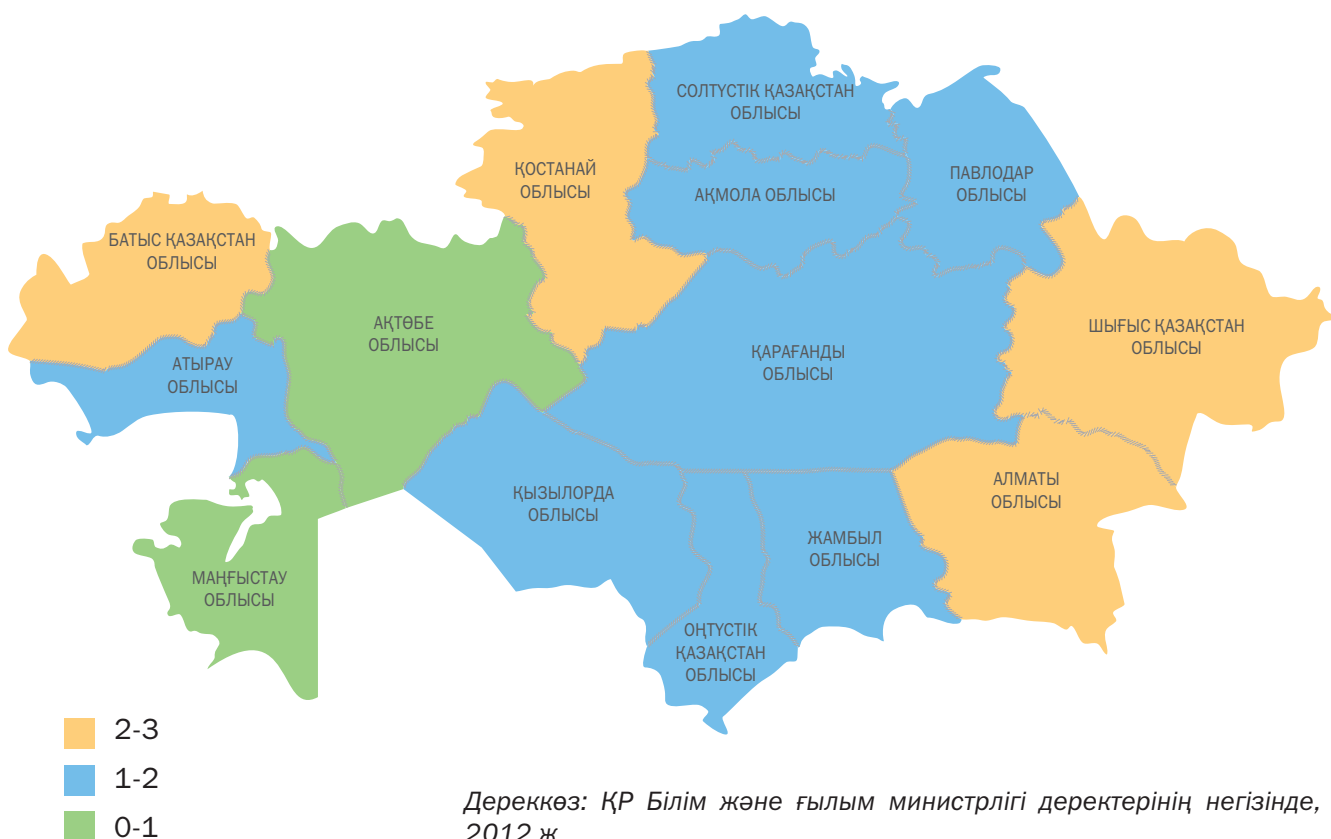 СОЛТҮСТІК ҚАЗАҚСТАН
ОБЛЫСЫ
ҚОСТАНАЙ
ОБЛЫСЫ
ПАВЛОДАР
ОБЛЫСЫ
АҚМОЛА ОБЛЫСЫ
БАТЫС ҚАЗАҚСТАН
ОБЛЫСЫ
АҚТӨБЕ
ОБЛЫСЫ
ШЫҒЫС ҚАЗАҚСТАН
ОБЛЫСЫ
ҚАРАҒАНДЫ
ОБЛЫСЫ
АТЫРАУ
ОБЛЫСЫ
АЛМАТЫ
ОБЛЫСЫ
ҚЫЗЫЛОРДА
ОБЛЫСЫ
ЖАМБЫЛ
ОБЛЫСЫ
МАҢҒЫСТАУ
ОБЛЫСЫ
ОҢТҮСТІК
ҚАЗАҚСТАН
ОБЛЫСЫ
2-3
1-2
0-1
Дереккөз: ҚР Білім және ғылым министрлігі деректерінің негізінде,
2012 ж